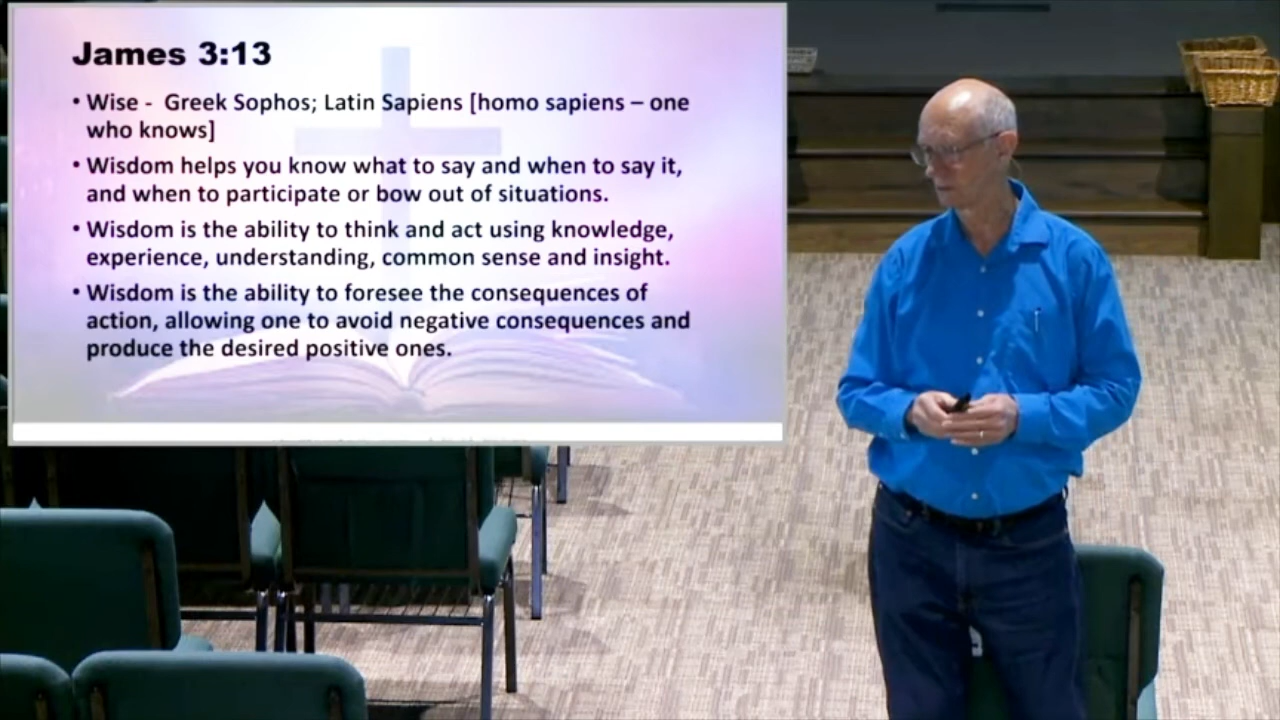 James 3:13
• Wise -  Greek Sophos; Latin Sapiens [homo sapiens – one
who knows]
• Wisdom helps you know what to say and when to say it,
and when to participate or bow out of situations.
• Wisdom is the ability to think and act using knowledge,
experience, understanding, common sense and insight.
• Wisdom is the ability to foresee the consequences of
action, allowing one to avoid negative consequences and
produce the desired positive ones.